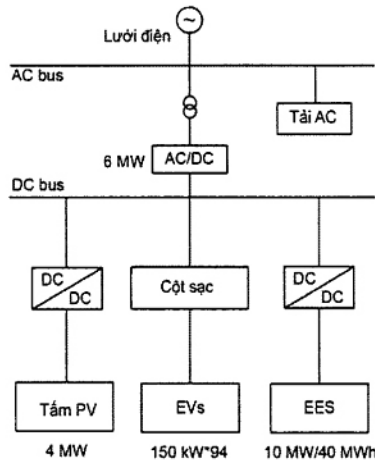 Lưới điện
~
AC bus
Tải AC
6 MW
AC/DC
DC bus
DC
DC
Cột sạc
DC
DC
Tấm PV
EVs
EES
4 MW
150 kW*94
10 MW/40 MWh